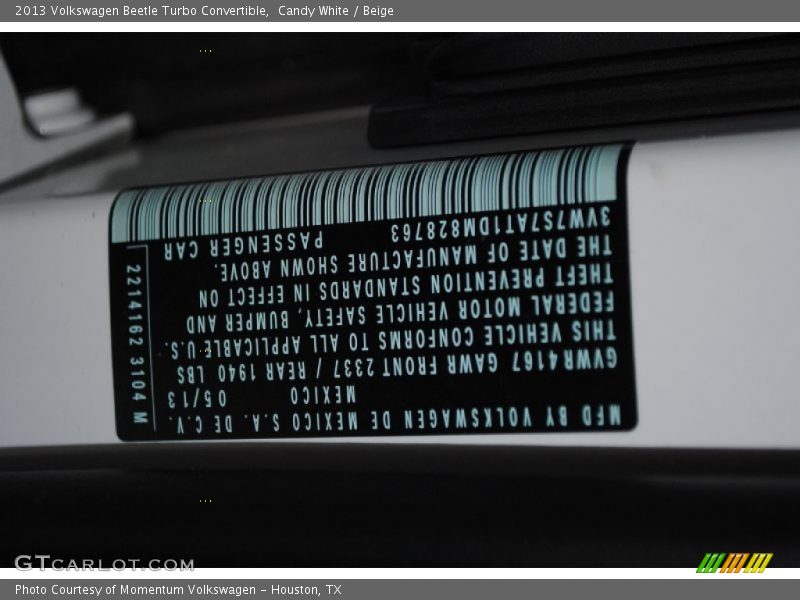 2013 Volkswagen Beetle Turbo Convertible,  Candy White / Beige
MFD BY VOLKSWAGEN DE MEXICO S.A. DE C.V.
MEXICO 05/13
GVWR4167 GAWR FRONT 2337 / REAR 1940 LBS
THIS VEHICLE CONFORMS TO ALL APPLICABLE U.S.
FEDERAL MOTOR VEHICLE SAFETY, BUMPER AND
THEFT PREVENTION STANDARDS IN EFFECT ON
THE DATE OF MANUFACTURE SHOWN ABOVE.
3VW7S7AT1DM828763 PASSENGER CAR
2214162 3104 M
GTCARLOT.COM
Photo Courtesy of Momentum Volkswagen - Houston, TX